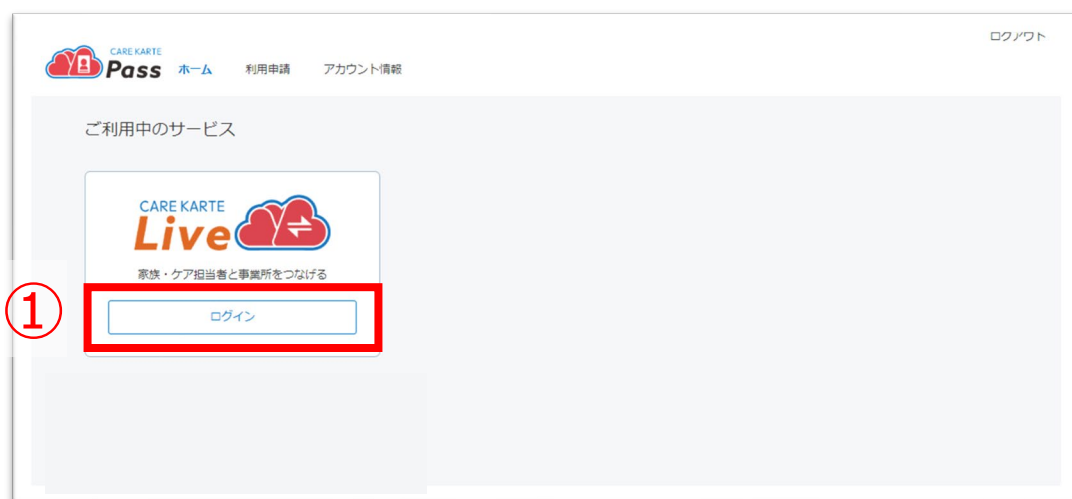 ログアウト
CARE KARTE
Pass
ホーム 利用申請 アカウント情報
ご利用中のサービス
CARE KARTE
Live
家族・ケア担当者と事業所をつなげる
① ログイン